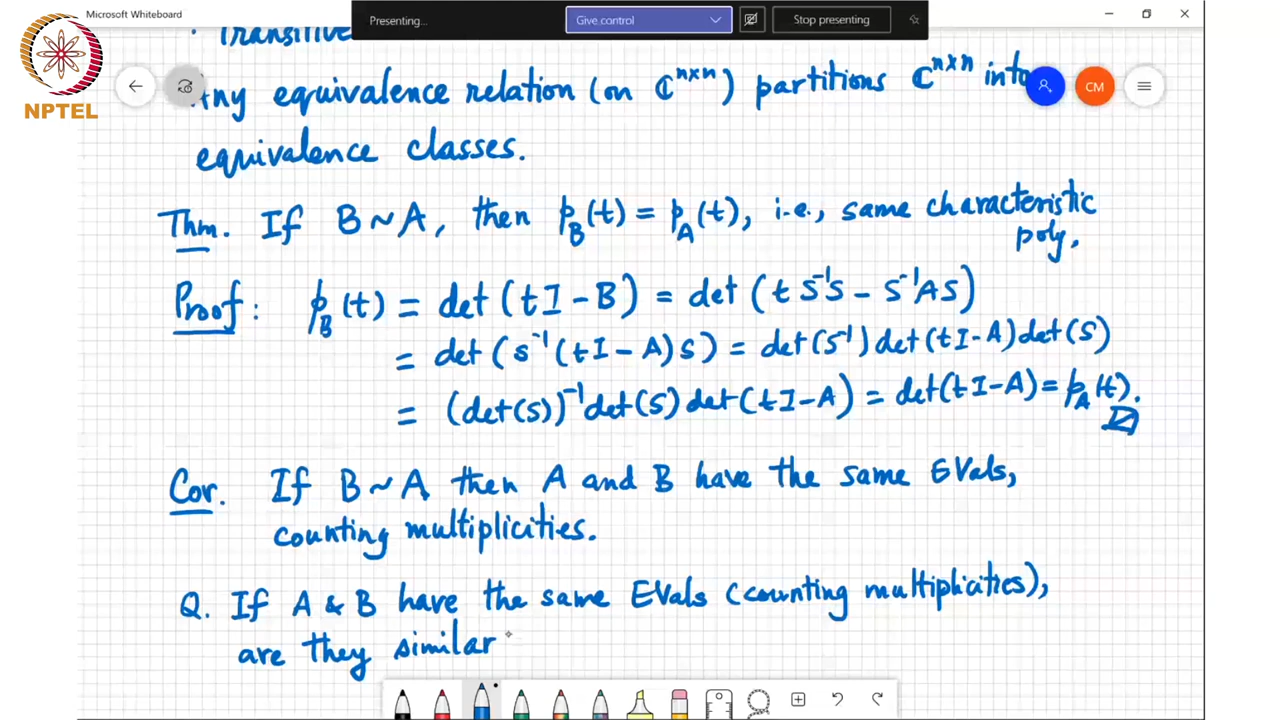 Microsoft Whiteboard
Presenting...
Give control
Stop presenting
NPTEL
CM
· Transitive
Any equivalence relation (on ℂⁿˣⁿ) partitions ℂⁿˣⁿ into
equivalence classes.
Thm. If B ~ A, then p_B(t) = p_A(t), i.e., same characteristic
poly.
Proof: p_B(t) = det(tI - B) = det(t S⁻¹S - S⁻¹AS)
= det(S⁻¹(tI - A)S) = det(S⁻¹) det(tI - A) det(S)
= (det(S))⁻¹ det(S) det(tI - A) = det(tI - A) = p_A(t).
Cor. If B ~ A then A and B have the same EVals,
counting multiplicities.
Q. If A & B have the same EVals (counting multiplicities),
are they similar